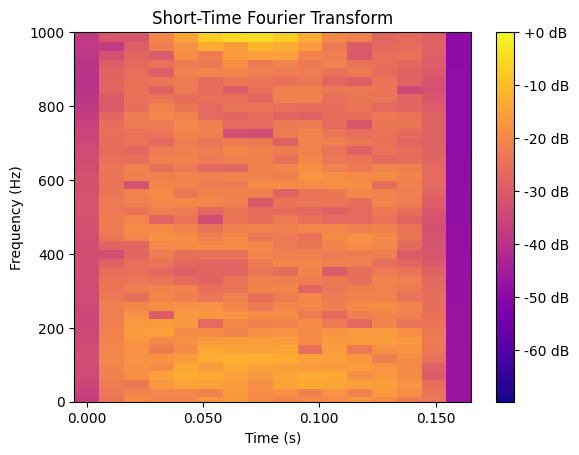 Short-Time Fourier Transform
1000
800
600
400
200
0
Frequency (Hz)
0.000
0.050
0.100
0.150
Time (s)
+0 dB
-10 dB
-20 dB
-30 dB
-40 dB
-50 dB
-60 dB